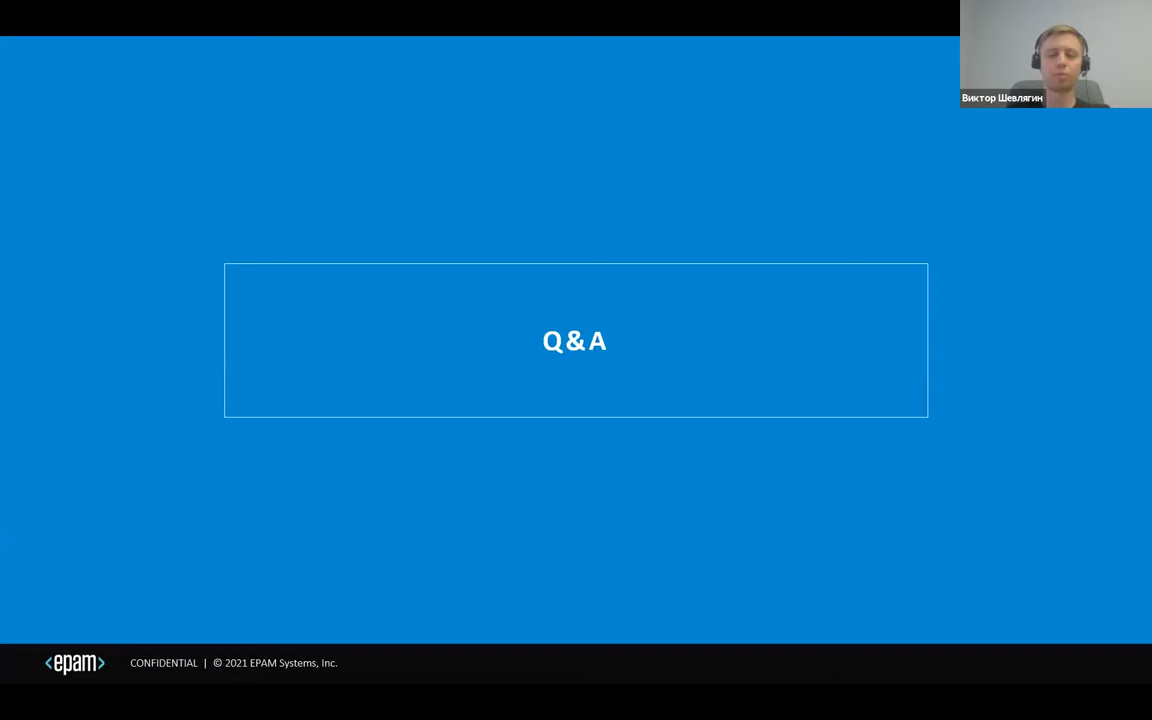 Виктор Шевлягин
Q&A
<epam> CONFIDENTIAL | © 2021 EPAM Systems, Inc.